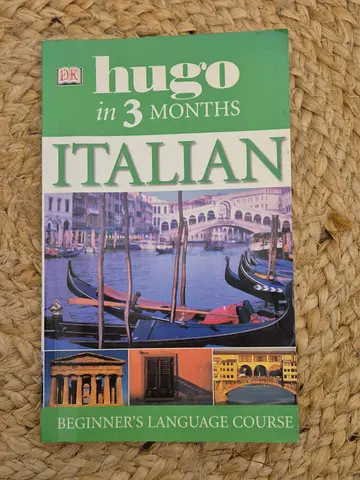 DK
hugo
in 3 MONTHS
ITALIAN
BEGINNER'S LANGUAGE COURSE